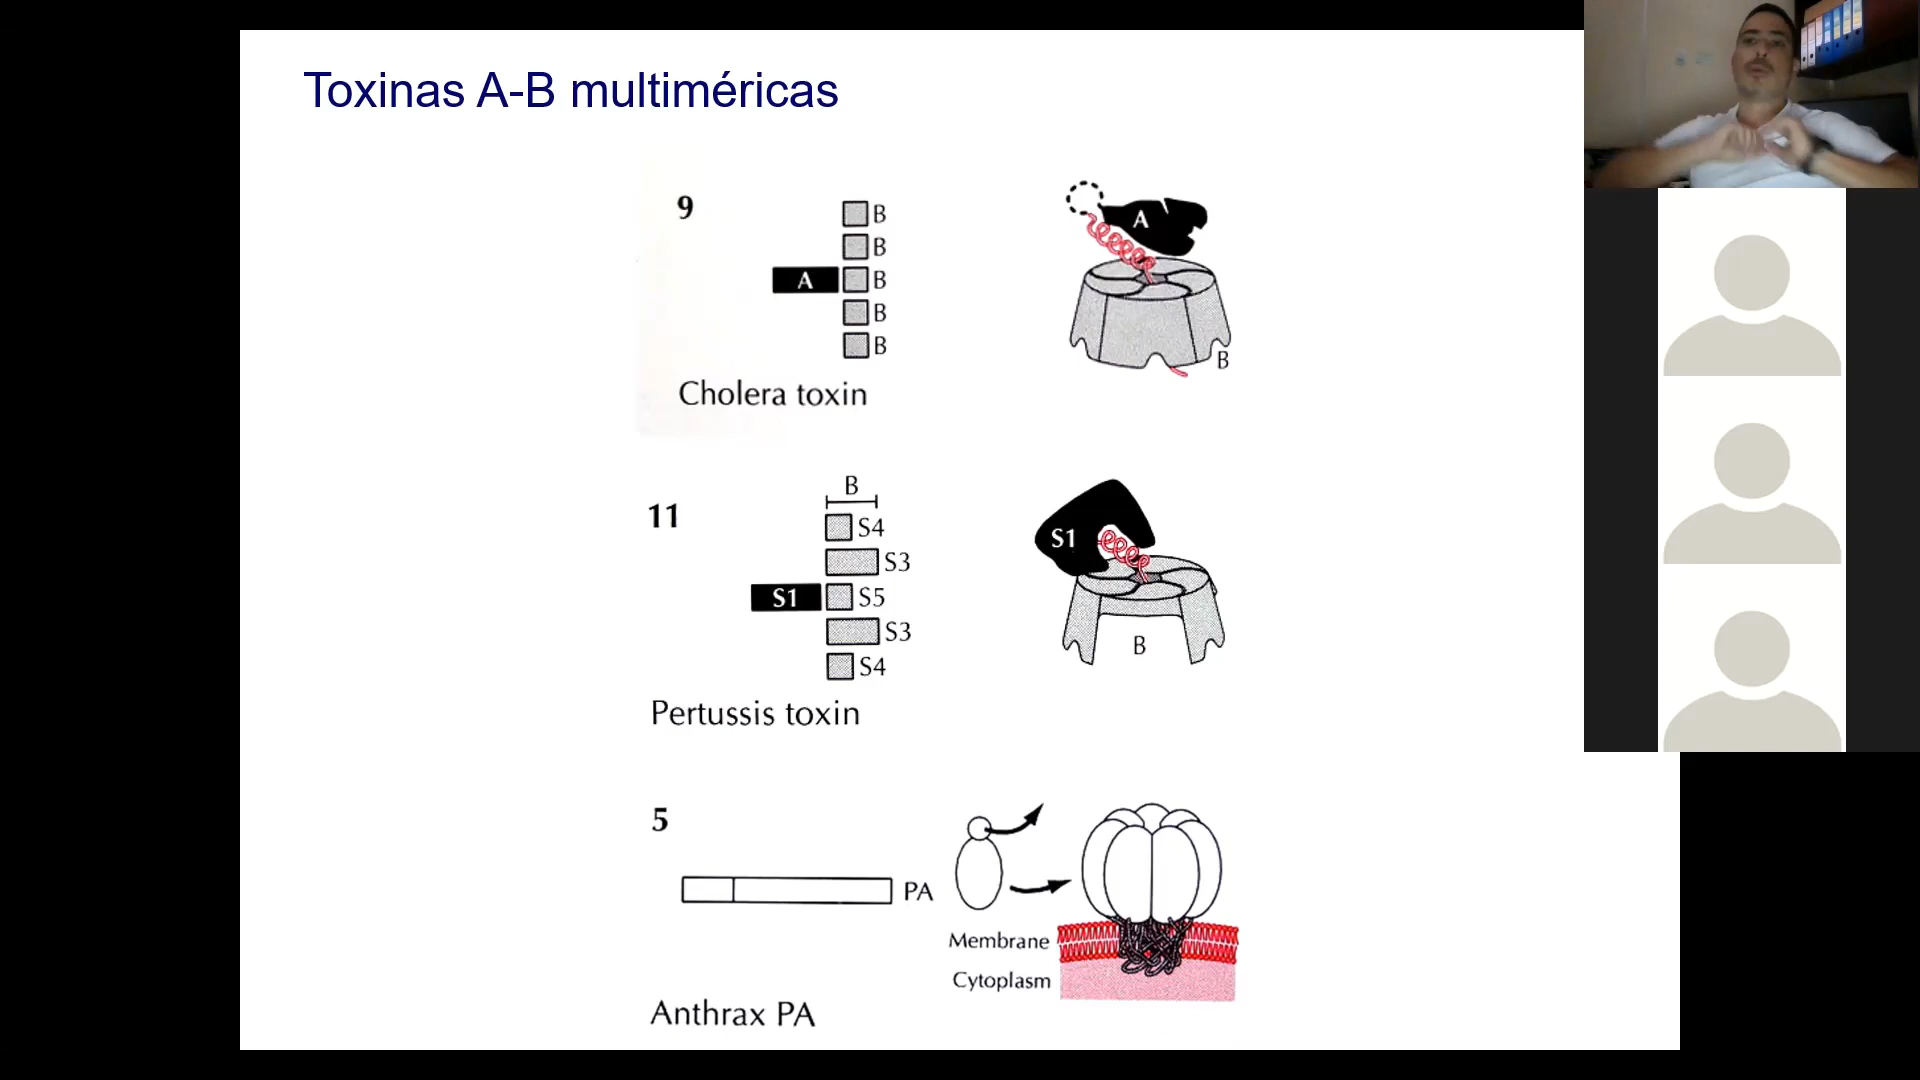 Toxinas A-B multiméricas
9
B
B
A B
B
B
A
B
Cholera toxin
B
11
S4
S3
S1 S5
S3
S4
S1
B
Pertussis toxin
5
PA
Membrane
Cytoplasm
Anthrax PA